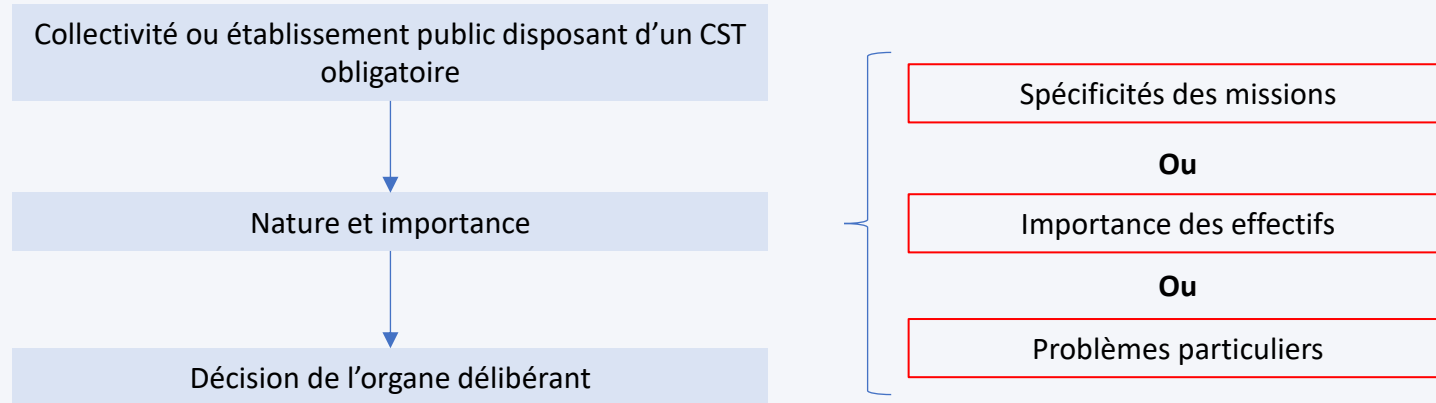 Collectivité ou établissement public disposant d’un CST
obligatoire
Nature et importance
Décision de l’organe délibérant
Spécificités des missions
Ou
Importance des effectifs
Ou
Problèmes particuliers